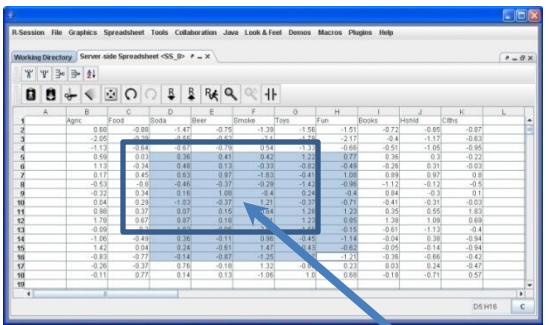 R-Session File Graphics Spreadsheet Tools Collaboration Java Look & Feel Demos Macros Plugins Help
Working Directory Server-side Spreadsheet <SS_0>
A B C D E F G H I J K L
1 Agric Food Soda Beer Smoke Toys Fun Books Hshld Clths
2 0.60 -0.88 -1.47 -0.75 -1.39 -1.56 -1.51 -0.72 -0.85 -0.87
3 -2.05 -1.78 -2.17 -0.4 -1.17 -0.63
4 -1.13 -0.64 -0.67 -0.79 0.54 -1.33 -0.66 -0.51 -1.05 -0.95
5 0.59 0.03 0.36 0.41 0.42 1.22 0.77 0.36 0.3 -0.22
6 1.13 -0.34 0.48 0.13 -0.33 -0.82 -0.49 -0.26 0.31 -0.03
7 0.17 0.45 0.63 0.97 -1.63 -0.41 1.08 0.89 0.97 0.8
8 -0.53 -0.8 -0.46 -0.37 -0.29 -1.42 -0.96 -1.12 -0.12 -0.5
9 -0.32 0.34 0.16 1.08 -0.4 0.24 -0.4 0.84 -0.3 0.1
10 0.04 0.29 -1.03 -0.37 1.21 -0.37 -0.71 -0.41 -0.31 -0.03
11 0.98 0.37 0.07 0.15 1.28 1.23 0.35 0.55 1.83
12 1.78 0.67 0.87 0.18 1.23 0.85 1.38 1.09 0.69
13 -0.09 -0.15 -0.61 -1.13 -0.4
14 -1.06 -0.49 0.36 -0.11 0.96 -0.45 -1.14 -0.04 0.38 -0.94
15 1.42 0.04 0.24 -0.61 1.47 -0.43 -0.62 -0.05 -0.14 -0.94
16 -0.83 -0.77 -0.14 -0.87 -1.25 -1.21 -0.36 -0.66 -0.42
17 -0.26 -0.37 0.76 -0.18 1.32 0.23 0.03 0.24 -0.47
18 -0.11 0.77 0.14 0.13 -1.06 1.0 0.68 -0.18 -0.71 0.57
19
D5:H16